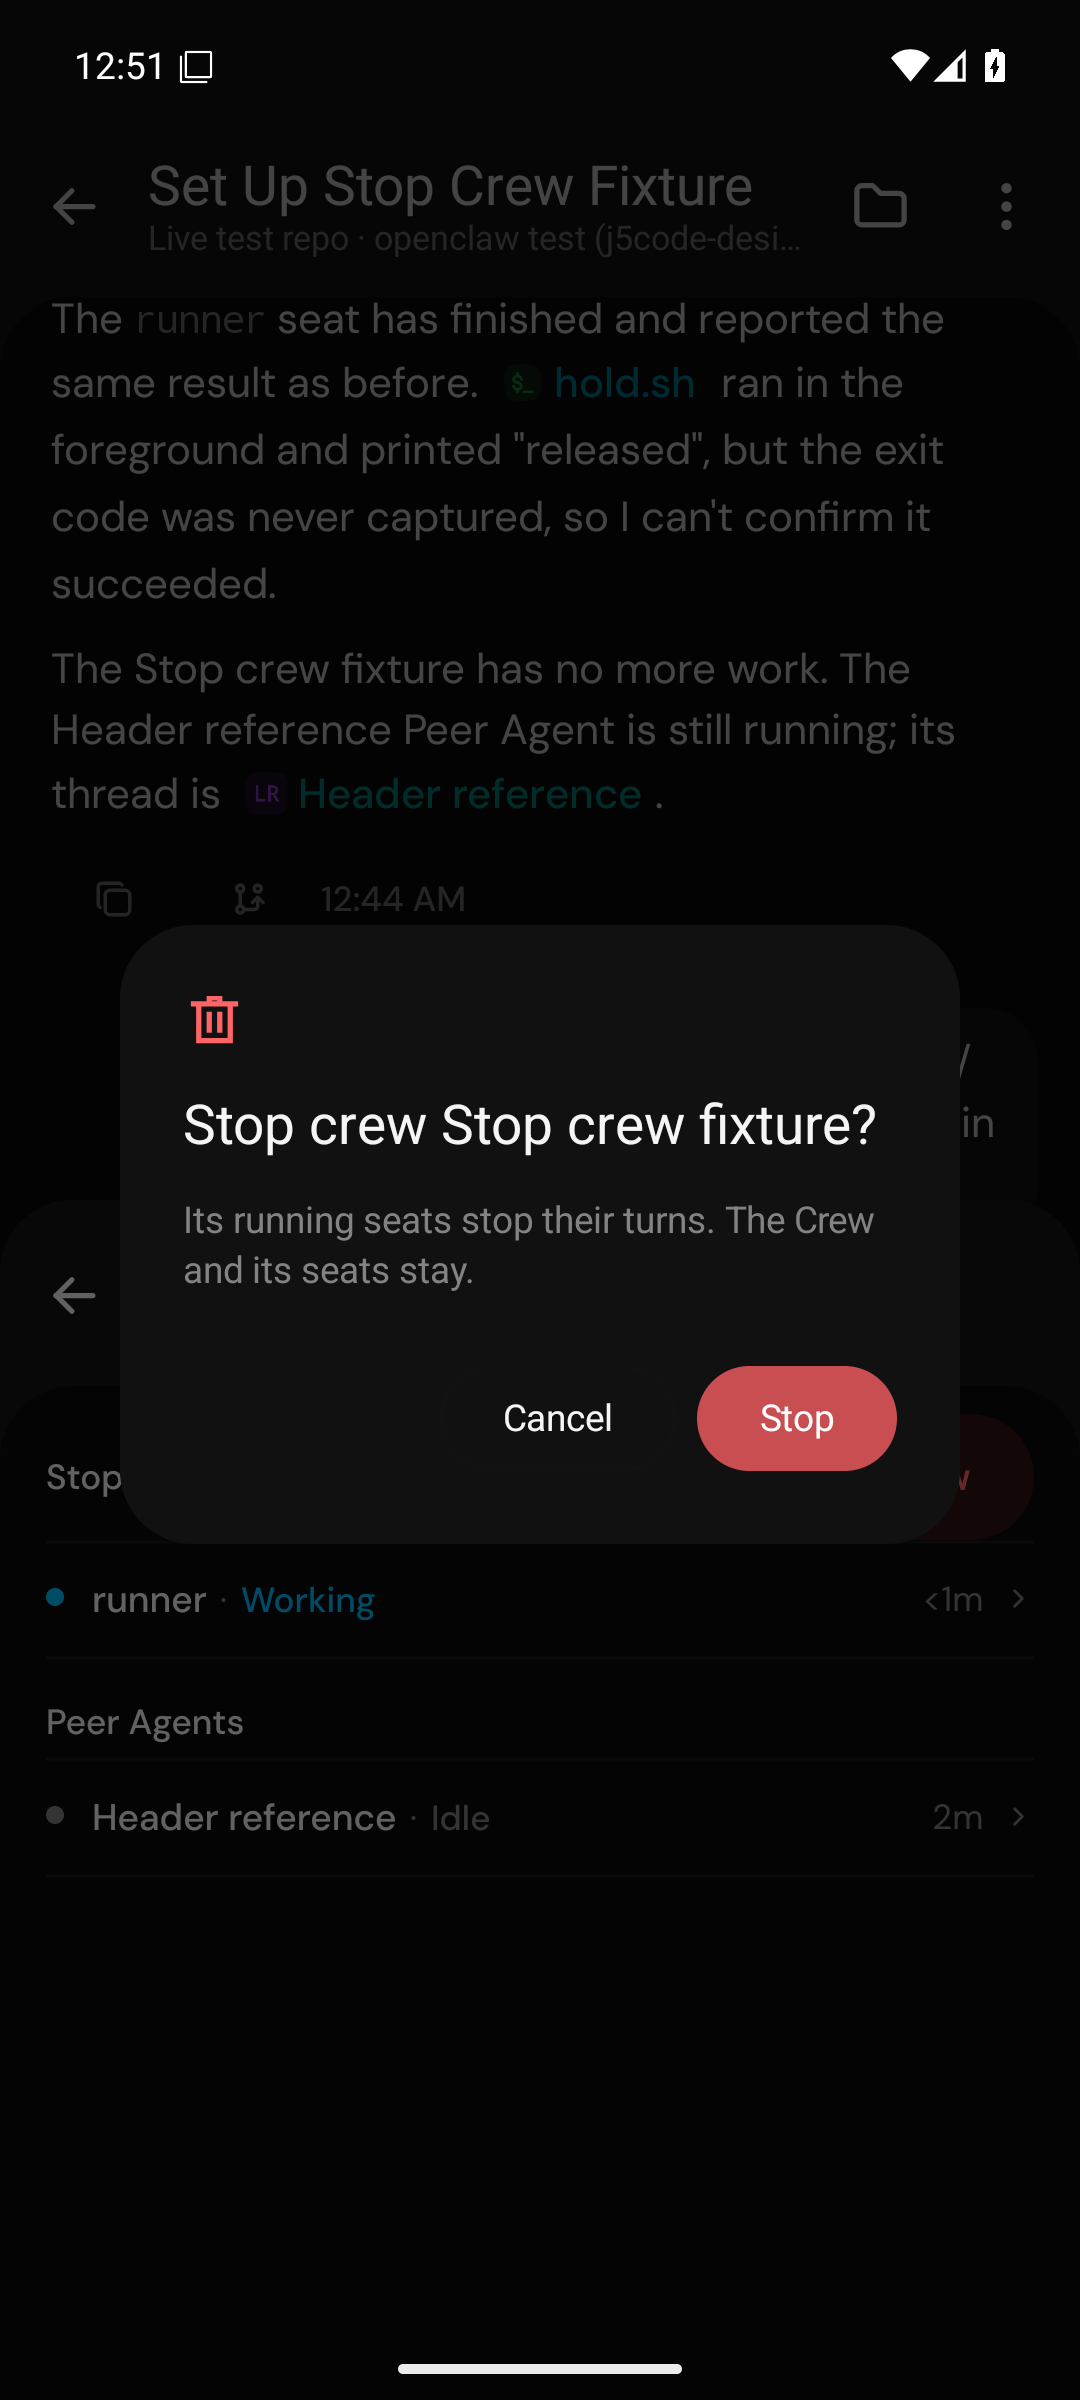 12:51
Set Up Stop Crew Fixture
Live test repo · openclaw test (j5code-desi...
The runner seat has finished and reported the
same result as before. $_ hold.sh ran in the
foreground and printed "released", but the exit
code was never captured, so I can't confirm it
succeeded.
The Stop crew fixture has no more work. The
Header reference Peer Agent is still running; its
thread is LR Header reference .
12:44 AM
/
in
Stop crew Stop crew fixture?
Its running seats stop their turns. The Crew
and its seats stay.
Cancel
Stop
Stop
runner · Working
<1m
Peer Agents
Header reference · Idle
2m